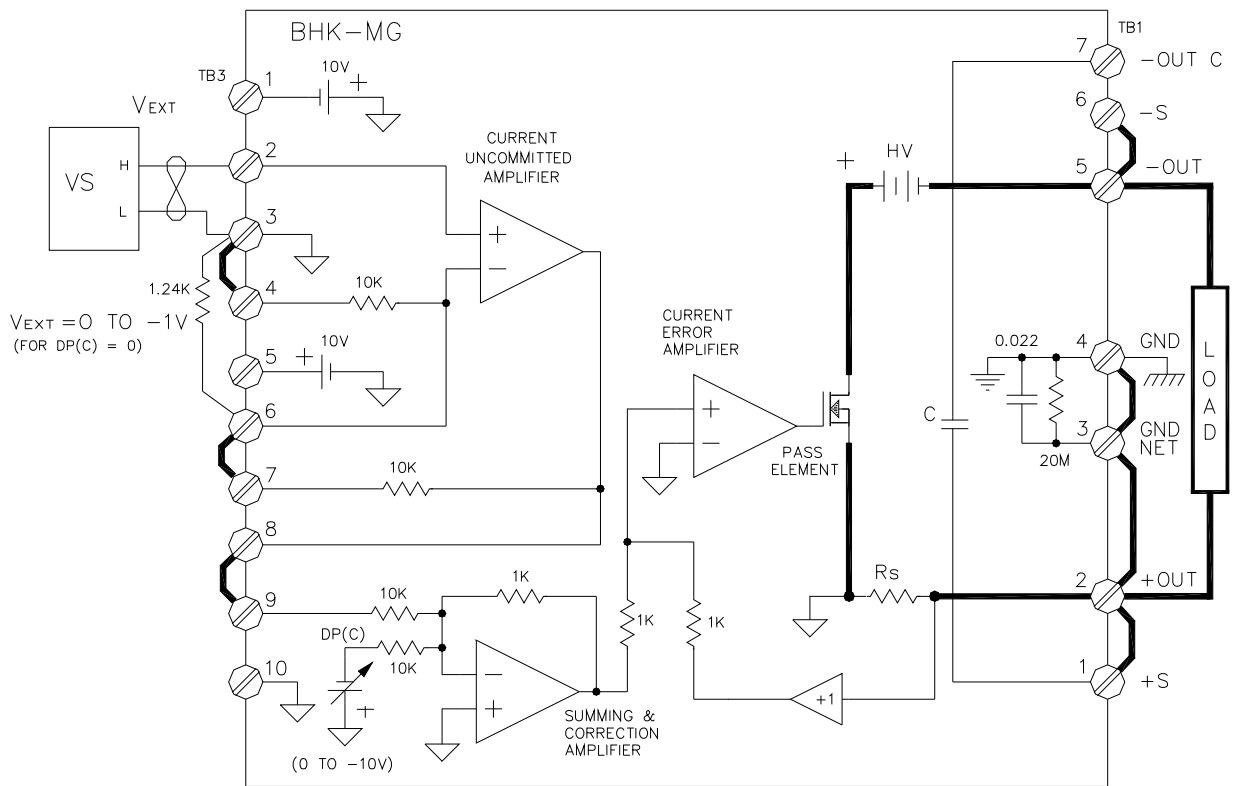 BHK-MG
TB1
TB3
1
10V
+
7
-OUT C
6
-S
5
-OUT
VEXT
VS
H
L
2
3
4
1.24K
10K
VEXT =0 TO -1V
(FOR DP(C) = 0)
CURRENT
UNCOMMITTED
AMPLIFIER
+
-
5
+
10V
6
7
10K
8
9
10K
1K
DP(C)
10K
+
(0 TO -10V)
10
-
+
SUMMING &
CORRECTION
AMPLIFIER
CURRENT
ERROR
AMPLIFIER
+
-
PASS
ELEMENT
+
HV
C
0.022
20M
4
GND
3
GND
NET
LOAD
Rs
2
+OUT
1K
1K
+1
1
+S